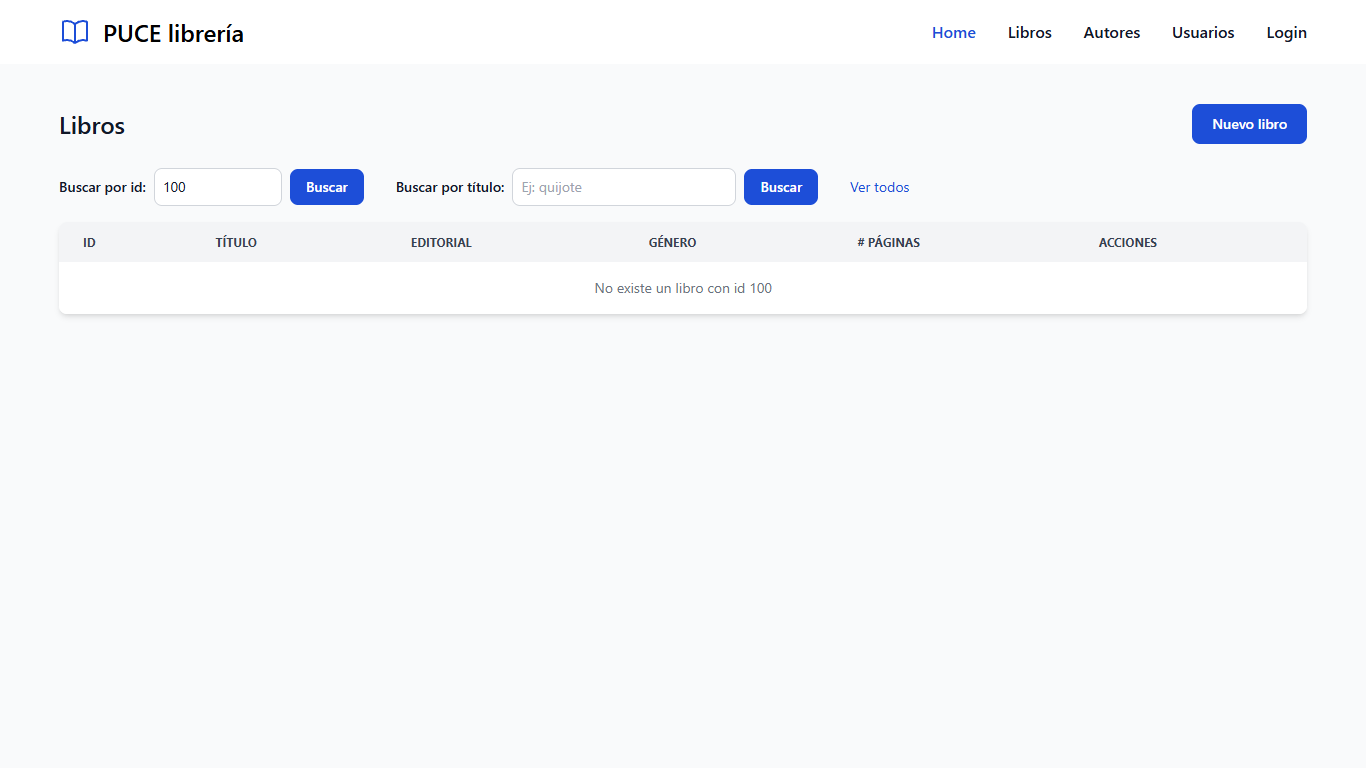 PUCE librería
Home Libros Autores Usuarios Login
Libros
Nuevo libro
Buscar por id: 100 Buscar Buscar por título: Ej: quijote Buscar Ver todos
ID TÍTULO EDITORIAL GÉNERO # PÁGINAS ACCIONES
No existe un libro con id 100